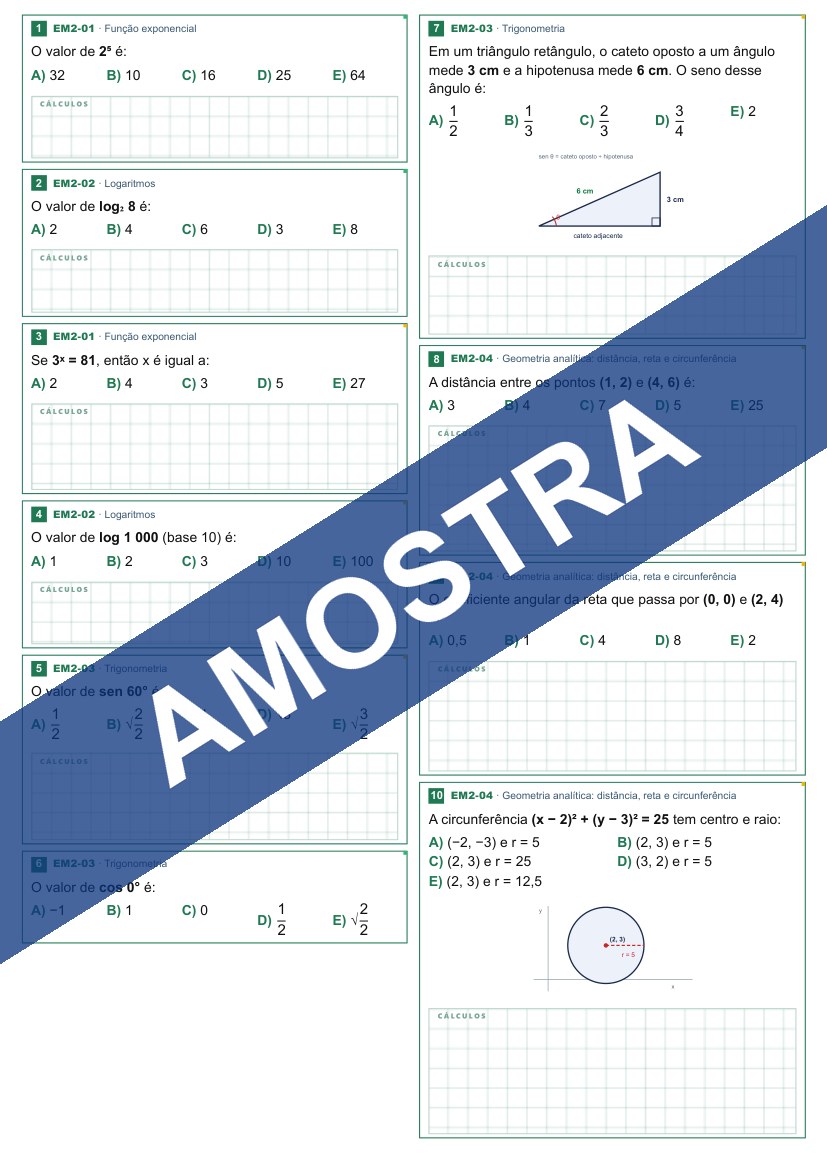 1 EM2-01 · Função exponencial
O valor de 2⁵ é:
A) 32 B) 10 C) 16 D) 25 E) 64
CÁLCULOS
2 EM2-02 · Logaritmos
O valor de log₂ 8 é:
A) 2 B) 4 C) 6 D) 3 E) 8
CÁLCULOS
3 EM2-01 · Função exponencial
Se 3ˣ = 81, então x é igual a:
A) 2 B) 4 C) 3 D) 5 E) 27
CÁLCULOS
4 EM2-02 · Logaritmos
O valor de log 1 000 (base 10) é:
A) 1 B) 2 C) 3 D) 10 E) 100
CÁLCULOS
5 EM2-03 · Trigonometria
O valor de sen 60°
A) 1/2 B) √2/2 D) E) √3/2
CÁLCULOS
6 EM2-03 · Trigonometria
O valor de cos 0° é:
A) −1 B) 1 C) 0 D) 1/2 E) √2/2
7 EM2-03 · Trigonometria
Em um triângulo retângulo, o cateto oposto a um ângulo
mede 3 cm e a hipotenusa mede 6 cm. O seno desse
ângulo é:
A) 1/2 B) 1/3 C) 2/3 D) 3/4 E) 2
sen θ = cateto oposto ÷ hipotenusa
6 cm
3 cm
θ
cateto adjacente
CÁLCULOS
8 EM2-04 · Geometria analítica: distância, reta e circunferência
A distância entre os pontos (1, 2) e (4, 6) é:
A) 3 B) 4 C) 7 D) 5 E) 25
CÁLCULOS
-04 · Geometria analítica: distância, reta e circunferência
O angular da reta que passa por (0, 0) e (2, 4)
A) 0,5 B) 1 C) 4 D) 8 E) 2
CÁLCULOS
10 EM2-04 · Geometria analítica: distância, reta e circunferência
A circunferência (x − 2)² + (y − 3)² = 25 tem centro e raio:
A) (−2, −3) e r = 5 B) (2, 3) e r = 5
C) (2, 3) e r = 25 D) (3, 2) e r = 5
E) (2, 3) e r = 12,5
y
(2, 3)
r = 5
x
CÁLCULOS
AMOSTRA